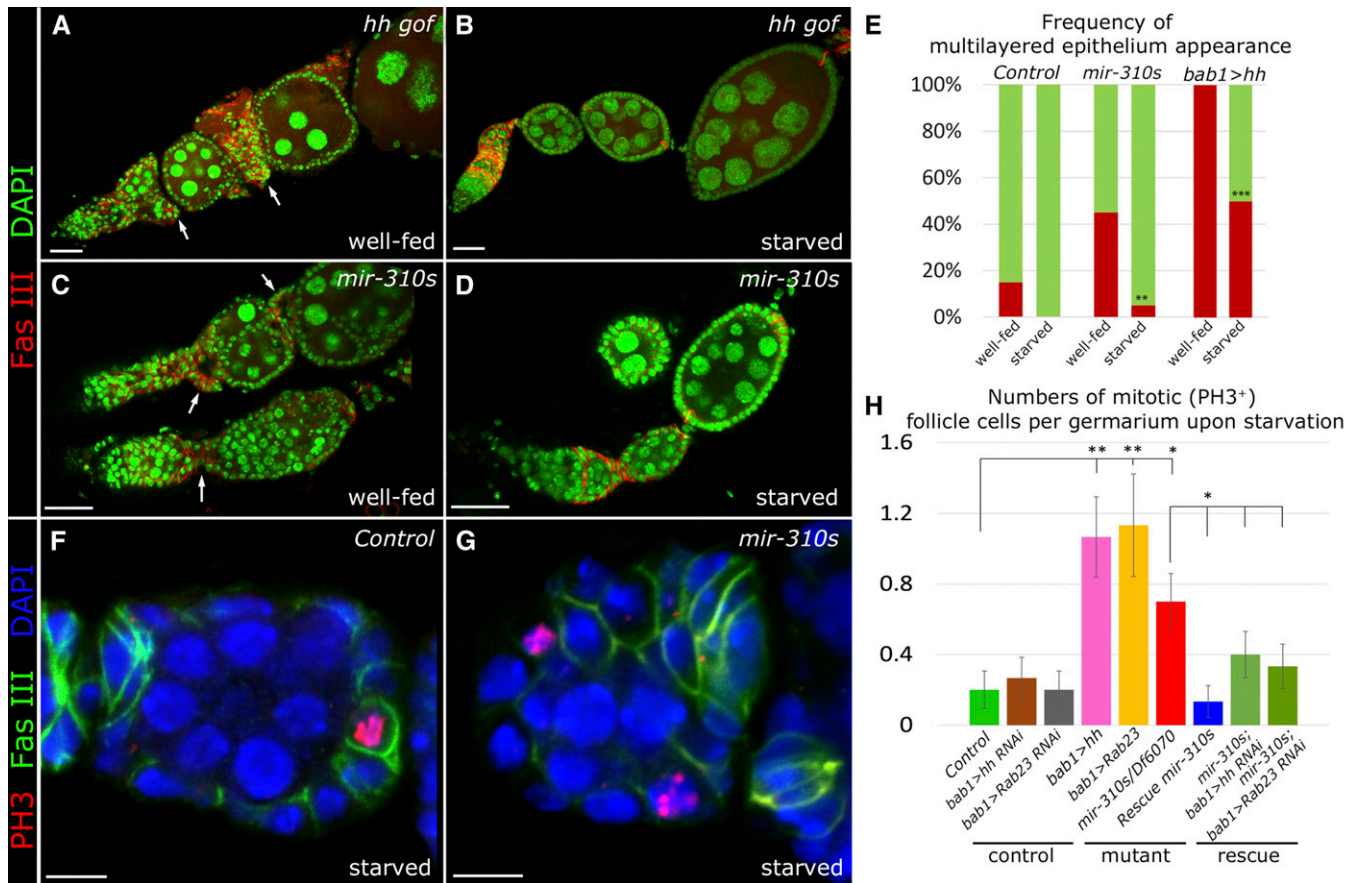 DAPI
Fas III
A
hh gof
well-fed
B
hh gof
starved
C
mir-310s
well-fed
D
mir-310s
starved
PH3 Fas III DAPI
F
Control
starved
G
mir-310s
starved
E
Frequency of
multilayered epithelium appearance
Control mir-310s bab1>hh
100%
80%
60%
40%
20%
0%
**
***
well-fed
starved
well-fed
starved
well-fed
starved
H
Numbers of mitotic (PH3⁺)
follicle cells per germarium upon starvation
1.6
1.2
0.8
0.4
0
** ** *
*
Control
bab1>hh RNAi
bab1>Rab23 RNAi
bab1>hh
bab1>Rab23
mir-310s/Df6070
Rescue mir-310s
mir-310s;
bab1>hh RNAi
mir-310s;
bab1>Rab23 RNAi
control mutant rescue